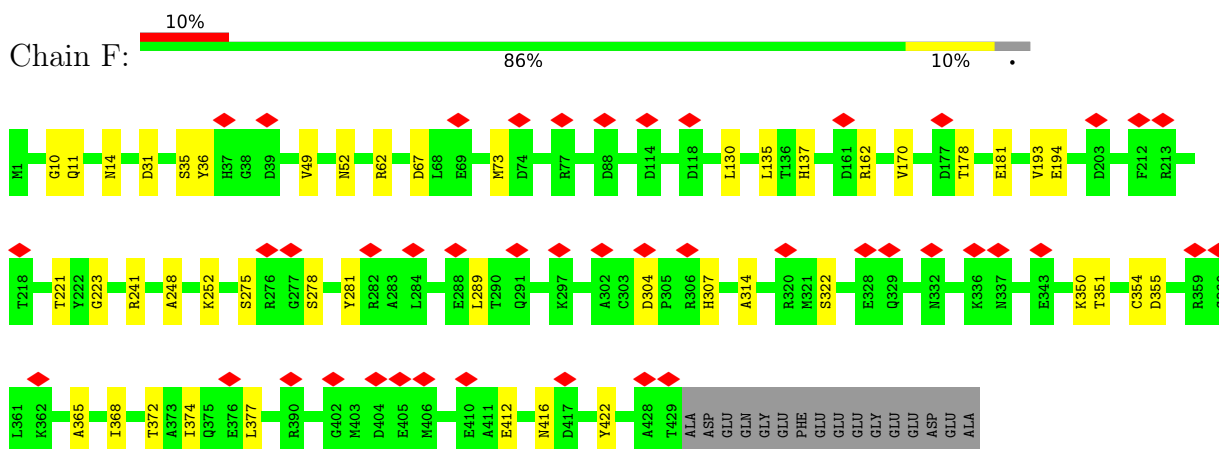 10%
Chain F:
86% 10% •
M1 G10 Q11 N14 D31 S35 Y36 H37 G38 D39 V49 N52 R62 D67 L68 E69 M73 D74 R77 D88 D114 D118 L130 L135 T136 H137 D161 R162 V170 D177 T178 E181 V193 E194 D203 F212 R213
T218 T221 Y222 G223 R241 A248 K252 S275 R276 G277 S278 Y281 R282 A283 L284 E288 L289 T290 Q291 K297 A302 C303 D304 P305 R306 H307 A314 R320 M321 S322 E328 Q329 N332 K336 N337 E343 K350 T351 C354 D355 R359
L361 K362 A365 I368 T372 A373 I374 Q375 E376 L377 R390 G402 M403 D404 E405 M406 E410 A411 E412 N416 D417 Y422 A428 T429 ALA ASP GLU GLN GLY GLU PHE GLU GLU GLU GLY GLU GLU ASP GLU ALA